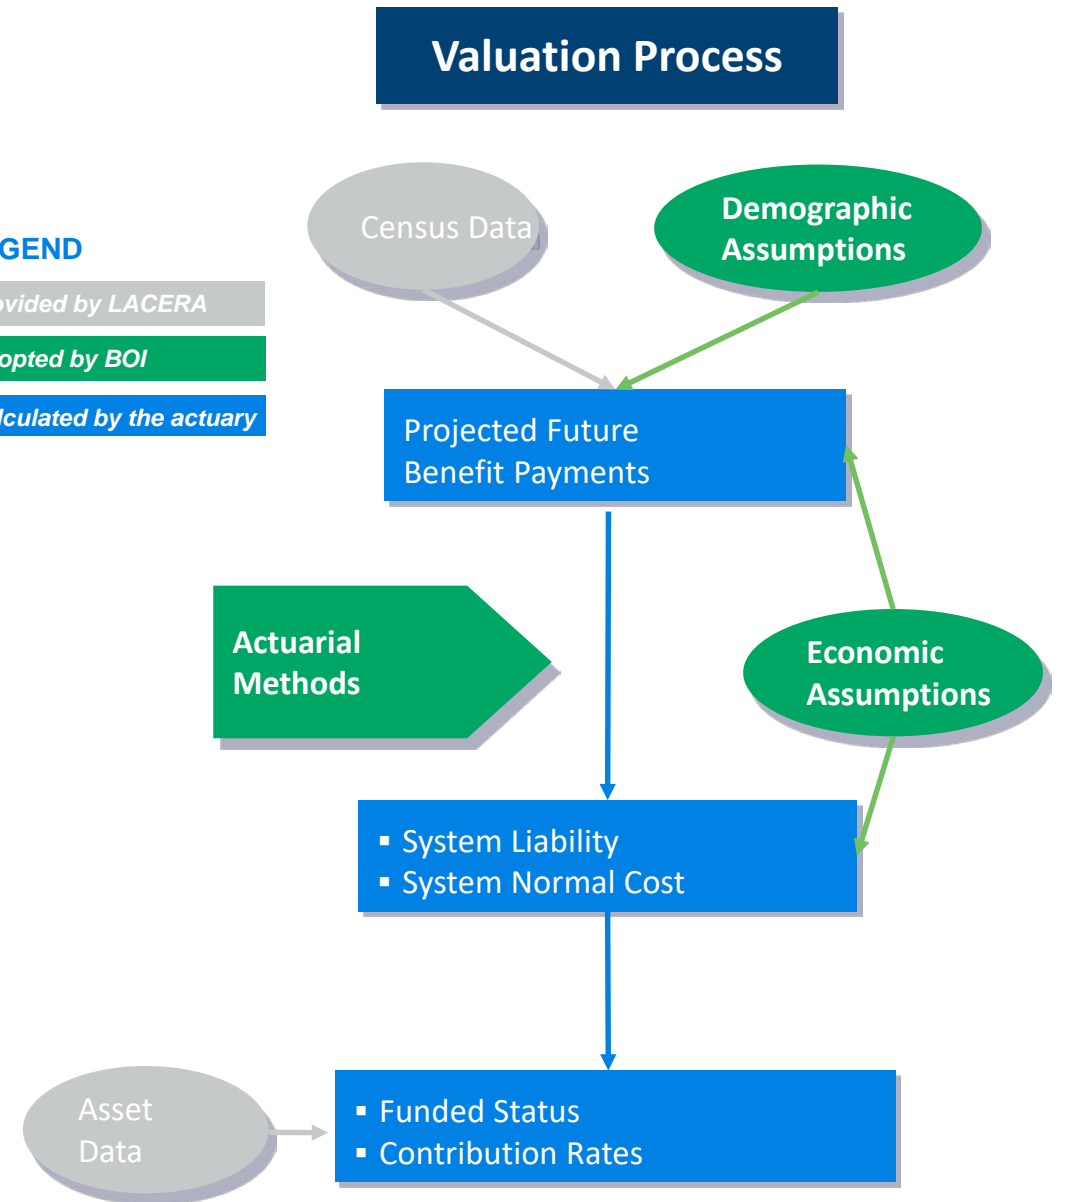 Valuation Process
Census Data
Demographic
Assumptions
GEND
ovided by LACERA
opted by BOI
lculated by the actuary
Projected Future
Benefit Payments
Actuarial
Methods
Economic
Assumptions
▪ System Liability
▪ System Normal Cost
Asset
Data
▪ Funded Status
▪ Contribution Rates